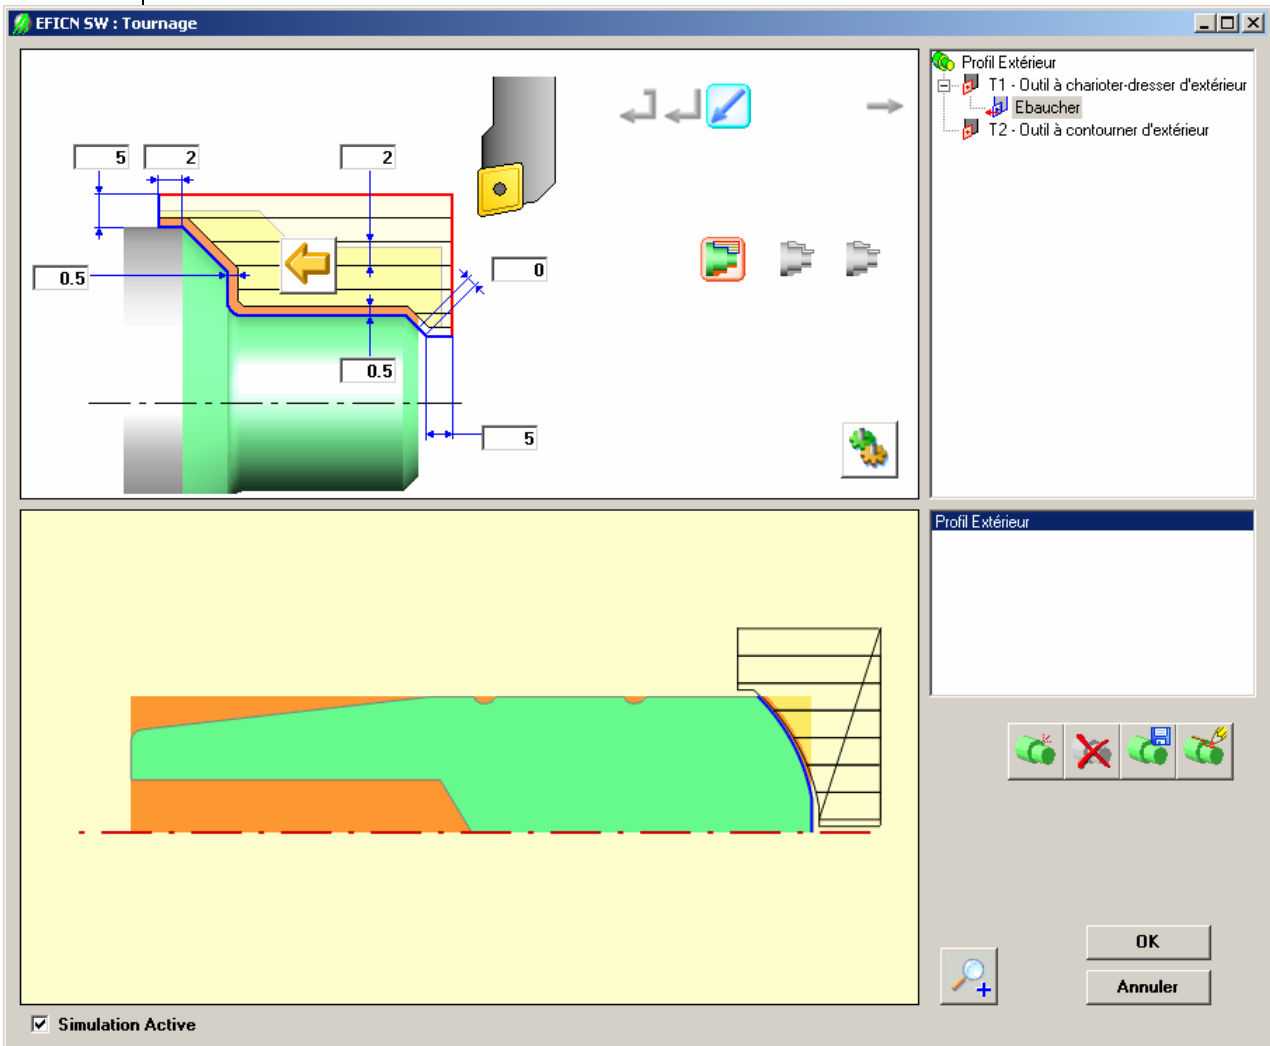 EFICN SW : Tournage
5
2
2
0.5
0
0.5
5
Profil Extérieur
T1 - Outil à charioter-dresser d'extérieur
Ebaucher
T2 - Outil à contourner d'extérieur
Profil Extérieur
OK
Annuler
Simulation Active